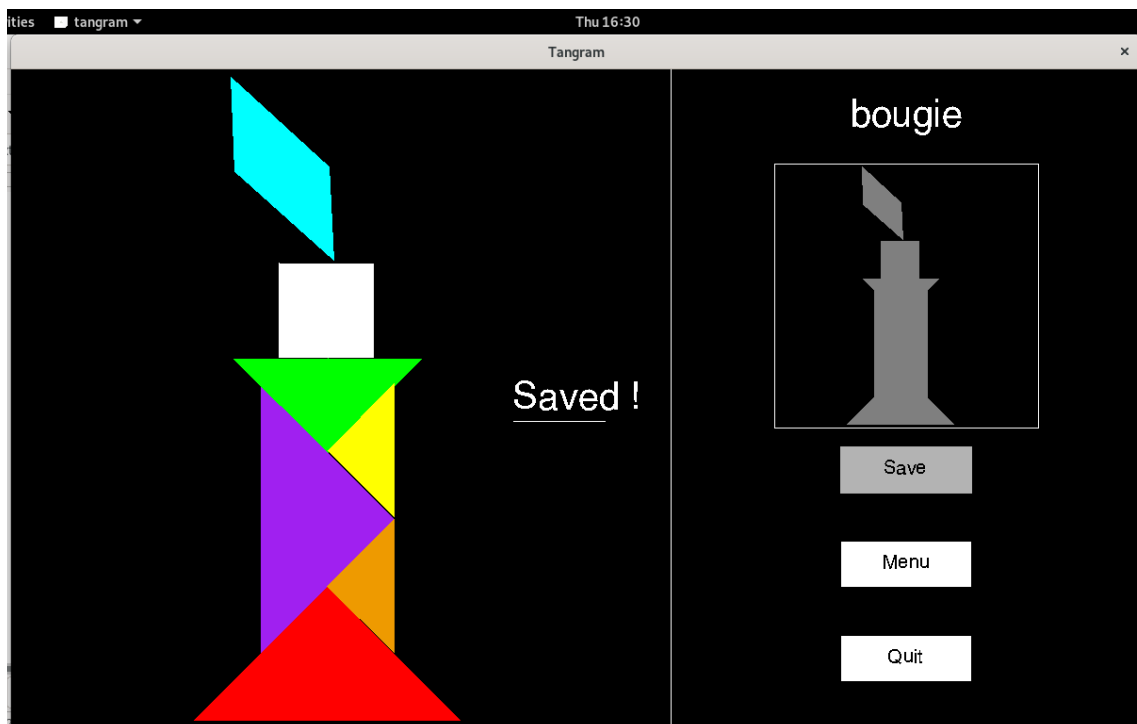 ities tangram Thu 16:30
Tangram ×
bougie
Saved !
Save
Menu
Quit